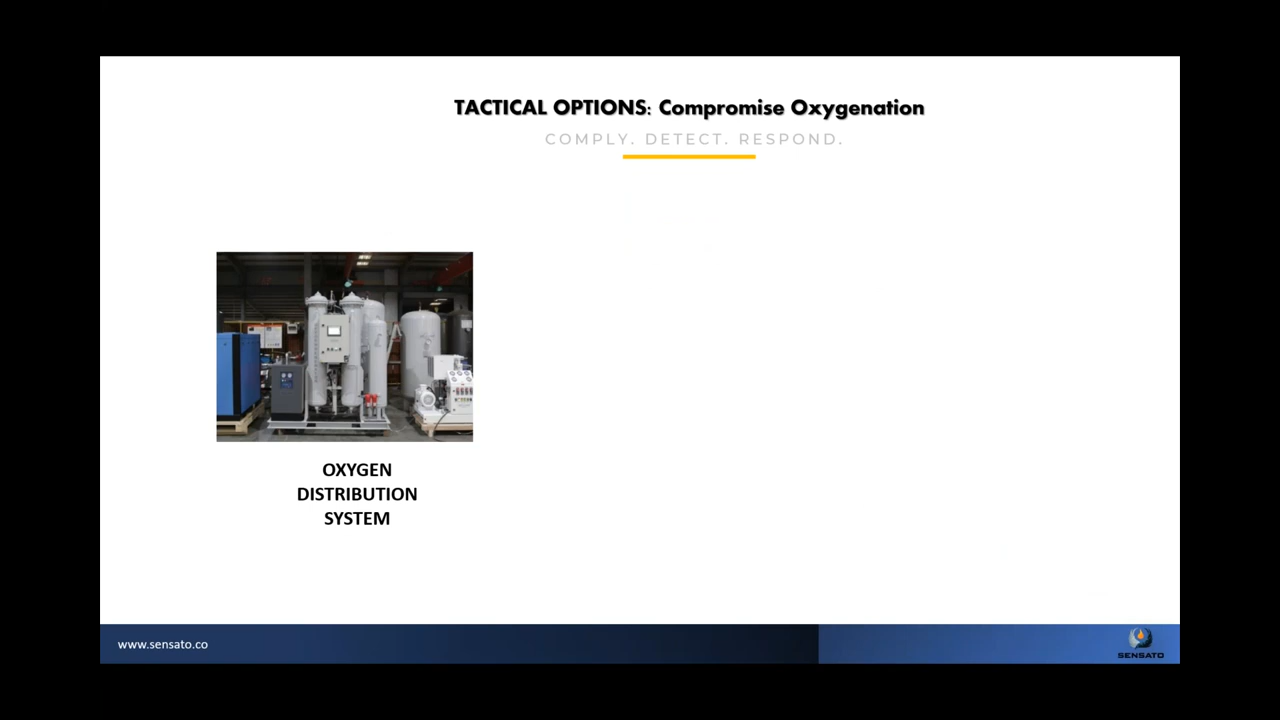 TACTICAL OPTIONS: Compromise Oxygenation
COMPLY. DETECT. RESPOND.
OXYGEN
DISTRIBUTION
SYSTEM
www.sensato.co
SENSATO